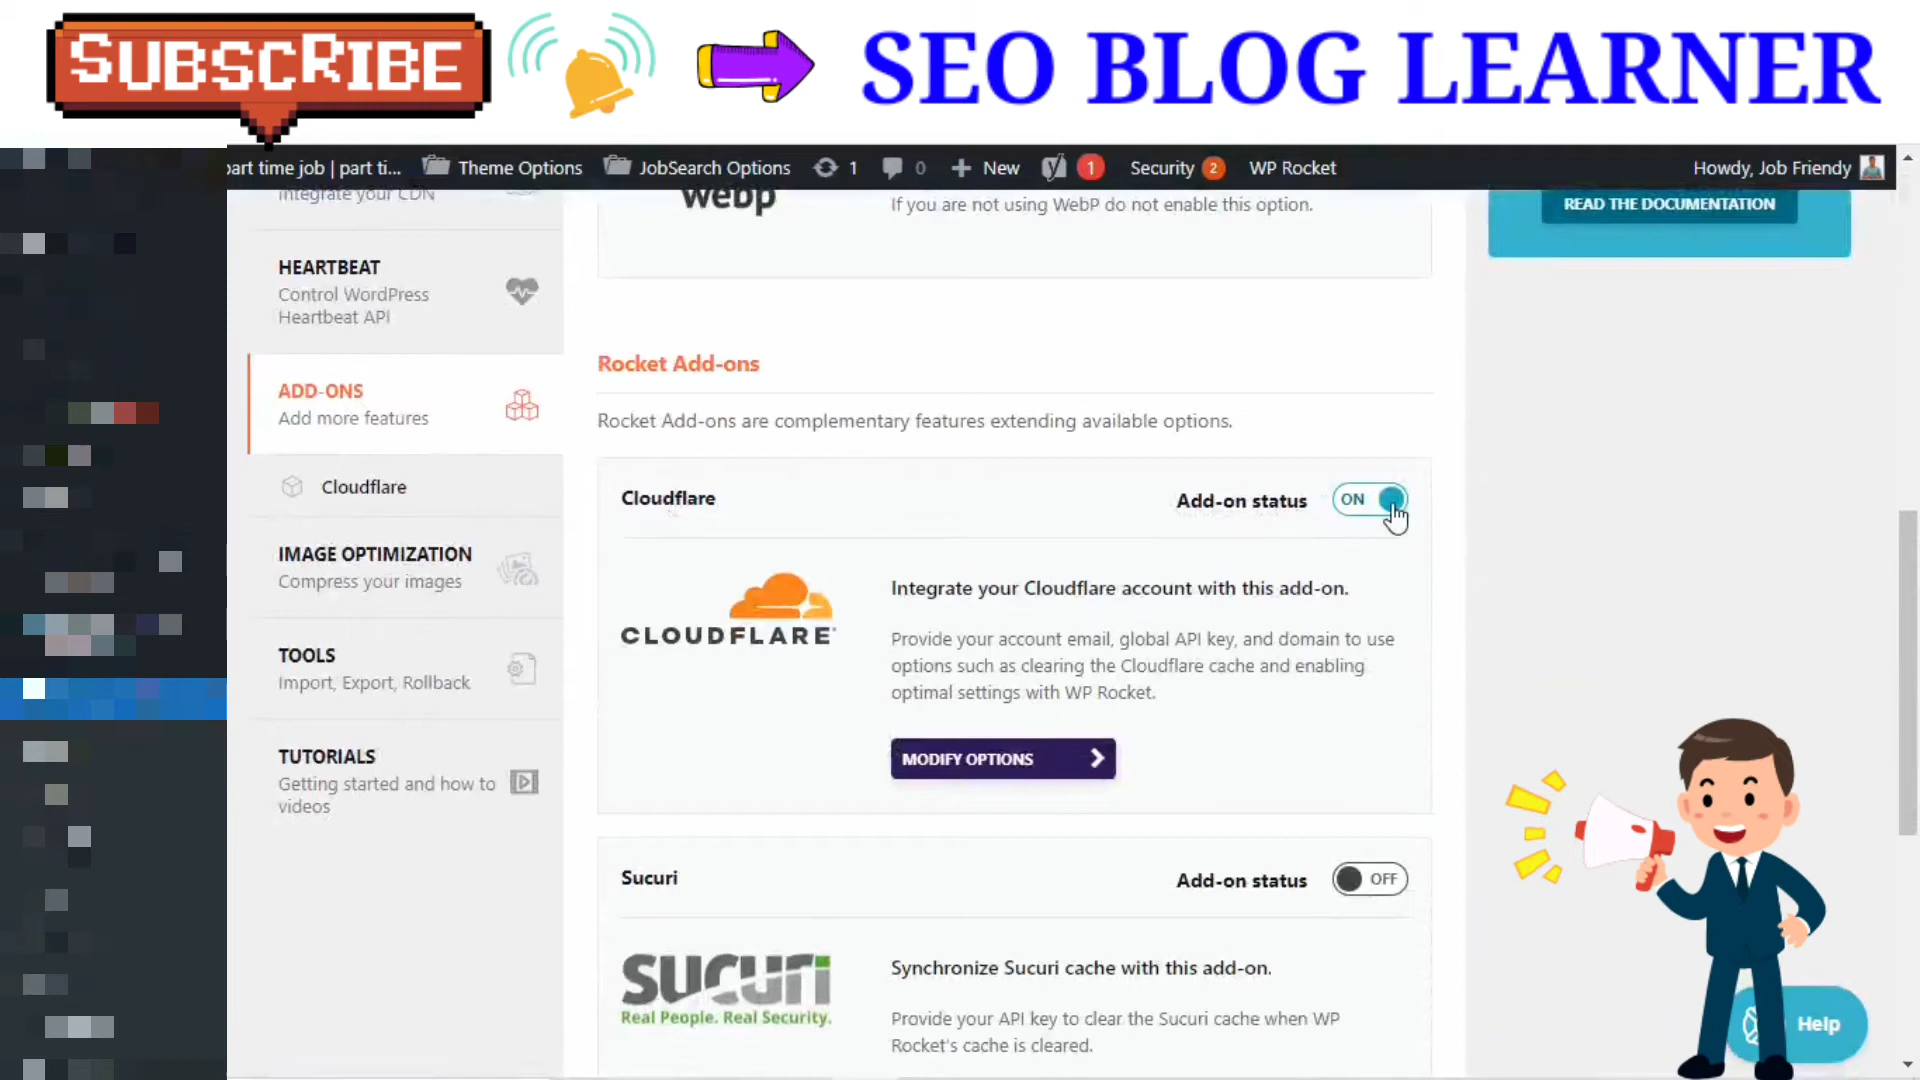 SUBSCRIBE
SEO BLOG LEARNER
part time job | part ti...
Theme Options
JobSearch Options
1
0
New
1
Security 2
WP Rocket
Howdy, Job Friendy
Integrate your CDN
HEARTBEAT
Control WordPress
Heartbeat API
ADD-ONS
Add more features
Cloudflare
IMAGE OPTIMIZATION
Compress your images
TOOLS
Import, Export, Rollback
TUTORIALS
Getting started and how to
videos
webp
If you are not using WebP do not enable this option.
READ THE DOCUMENTATION
Rocket Add-ons
Rocket Add-ons are complementary features extending available options.
Cloudflare
Add-on status
ON
CLOUDFLARE
Integrate your Cloudflare account with this add-on.
Provide your account email, global API key, and domain to use
options such as clearing the Cloudflare cache and enabling
optimal settings with WP Rocket.
MODIFY OPTIONS
Sucuri
Add-on status
OFF
SUCURI
Real People. Real Security.
Synchronize Sucuri cache with this add-on.
Provide your API key to clear the Sucuri cache when WP
Rocket's cache is cleared.
Help